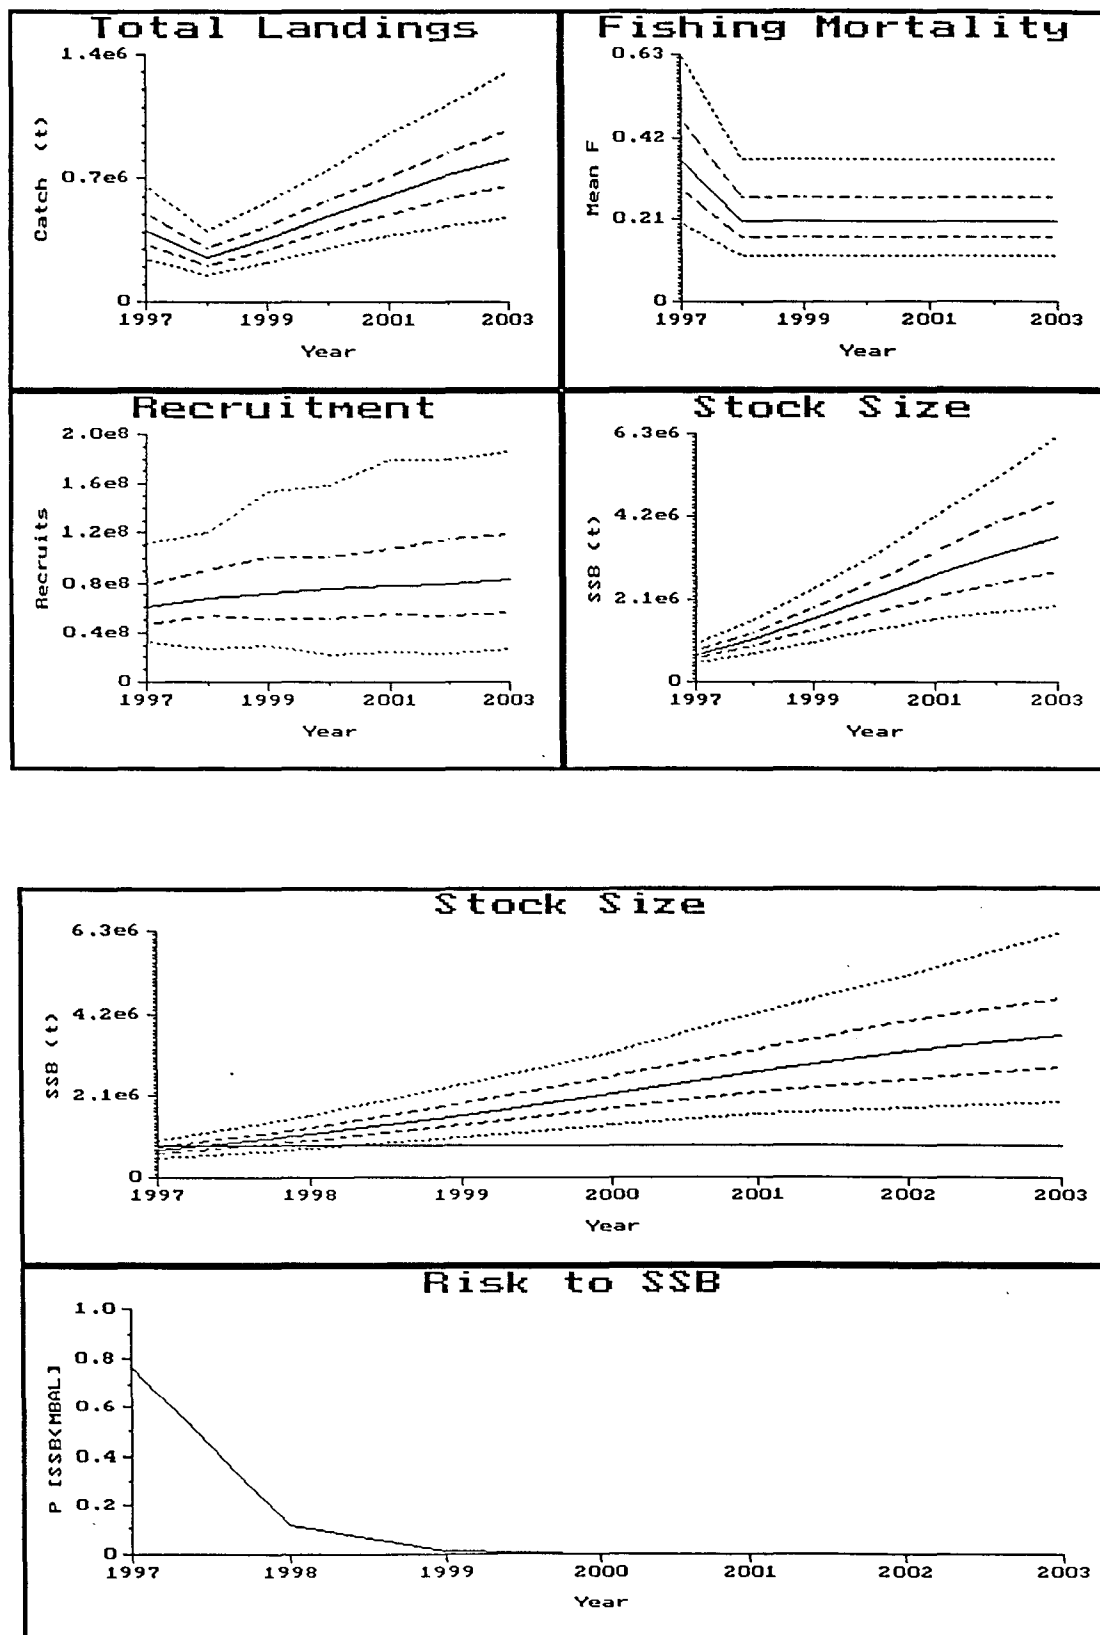 Total Landings
1.4e6
0.7e6
0
Catch (t)
1997 1999 2001 2003
Year
Fishing Mortality
0.63
0.42
0.21
0
Mean F
1997 1999 2001 2003
Year
Recruitment
2.0e8
1.6e8
1.2e8
0.8e8
0.4e8
0
Recruits
1997 1999 2001 2003
Year
Stock Size
6.3e6
4.2e6
2.1e6
0
SSB (t)
1997 1999 2001 2003
Year
Stock Size
6.3e6
4.2e6
2.1e6
0
SSB (t)
1997 1998 1999 2000 2001 2002 2003
Year
Risk to SSB
1.0
0.8
0.6
0.4
0.2
0
P [SSB<MBAL]
1997 1998 1999 2000 2001 2002 2003
Year